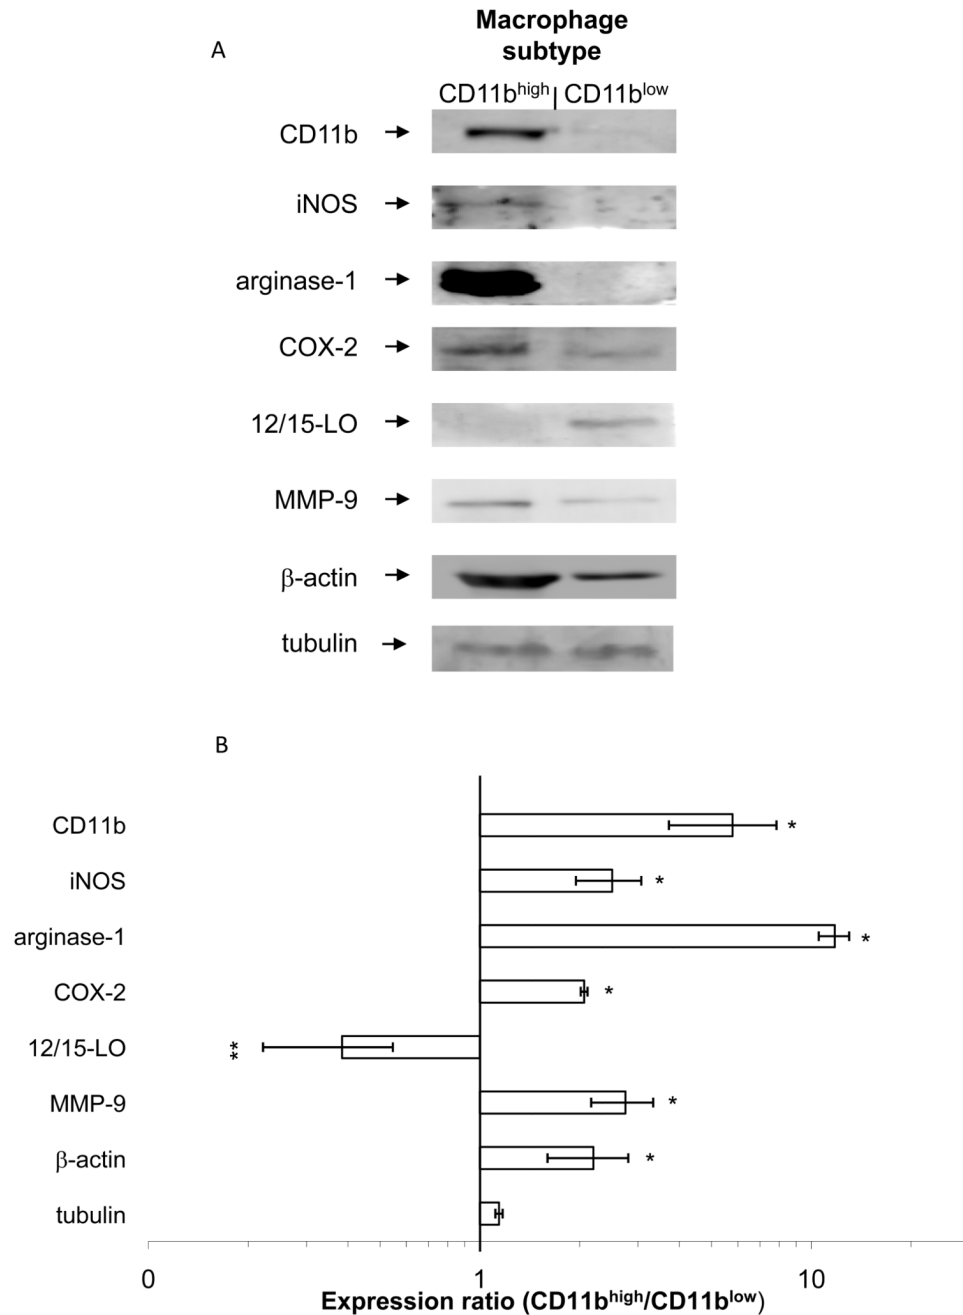 A
Macrophage
subtype
CD11bhigh CD11blow
CD11b
iNOS
arginase-1
COX-2
12/15-LO
MMP-9
β-actin
tubulin
B
CD11b *
iNOS *
arginase-1 *
COX-2 *
12/15-LO **
MMP-9 *
β-actin *
tubulin
0 1 10
Expression ratio (CD11bhigh/CD11blow)